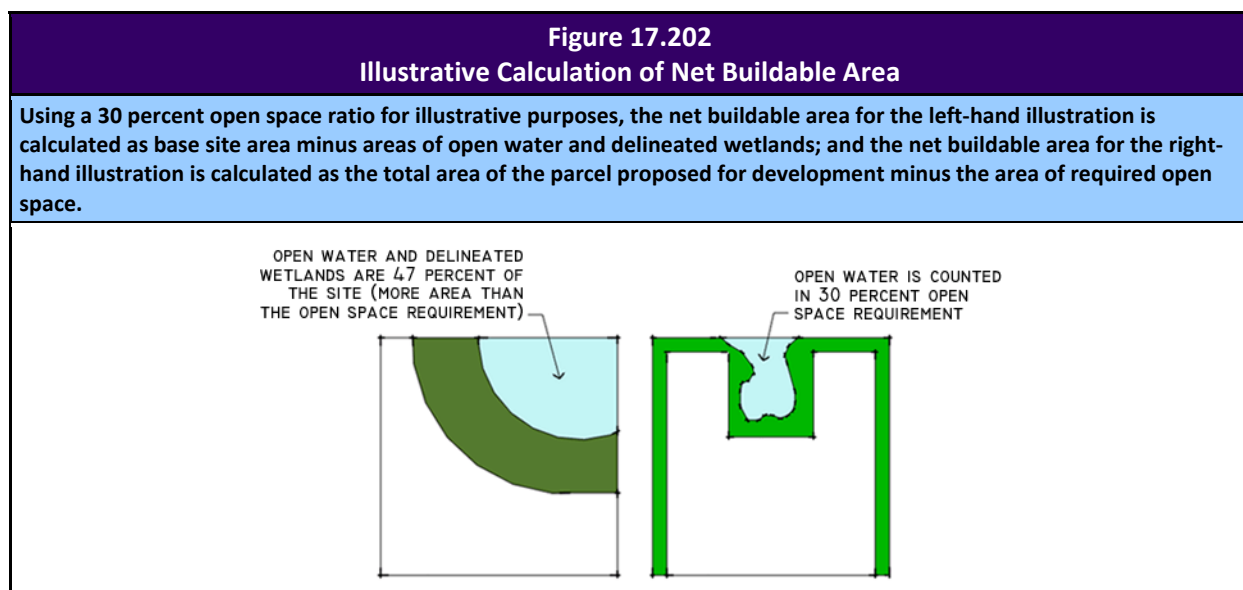 Figure 17.202
Illustrative Calculation of Net Buildable Area
Using a 30 percent open space ratio for illustrative purposes, the net buildable area for the left-hand illustration is
calculated as base site area minus areas of open water and delineated wetlands; and the net buildable area for the right-
hand illustration is calculated as the total area of the parcel proposed for development minus the area of required open
space.
OPEN WATER AND DELINEATED
WETLANDS ARE 47 PERCENT OF
THE SITE (MORE AREA THAN
THE OPEN SPACE REQUIREMENT)
OPEN WATER IS COUNTED
IN 30 PERCENT OPEN
SPACE REQUIREMENT